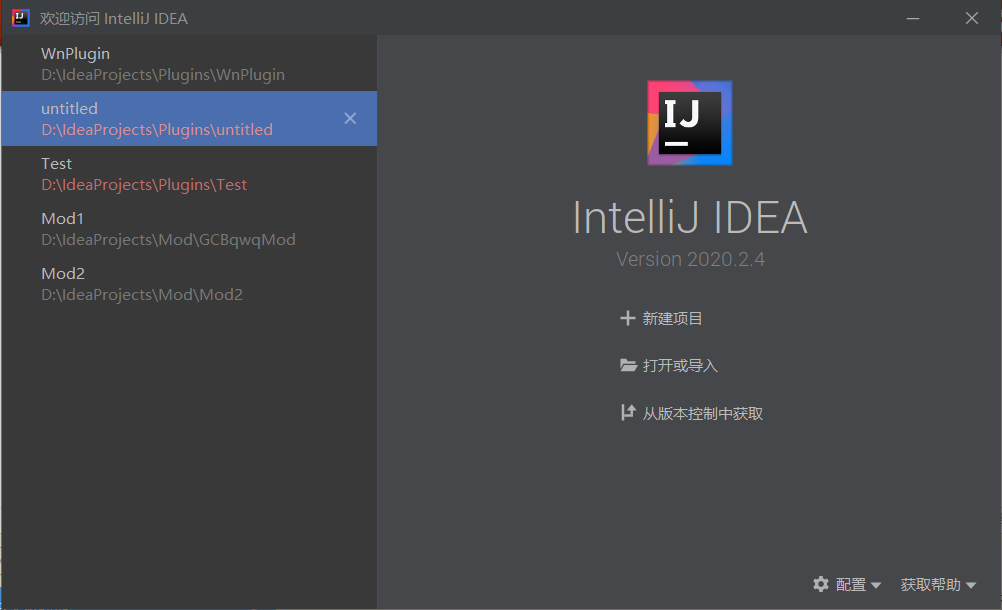 欢迎访问 IntelliJ IDEA
WnPlugin
D:\IdeaProjects\Plugins\WnPlugin
untitled
D:\IdeaProjects\Plugins\untitled
Test
D:\IdeaProjects\Plugins\Test
Mod1
D:\IdeaProjects\Mod\GCBqwqMod
Mod2
D:\IdeaProjects\Mod\Mod2
IJ
IntelliJ IDEA
Version 2020.2.4
新建项目
打开或导入
从版本控制中获取
配置
获取帮助